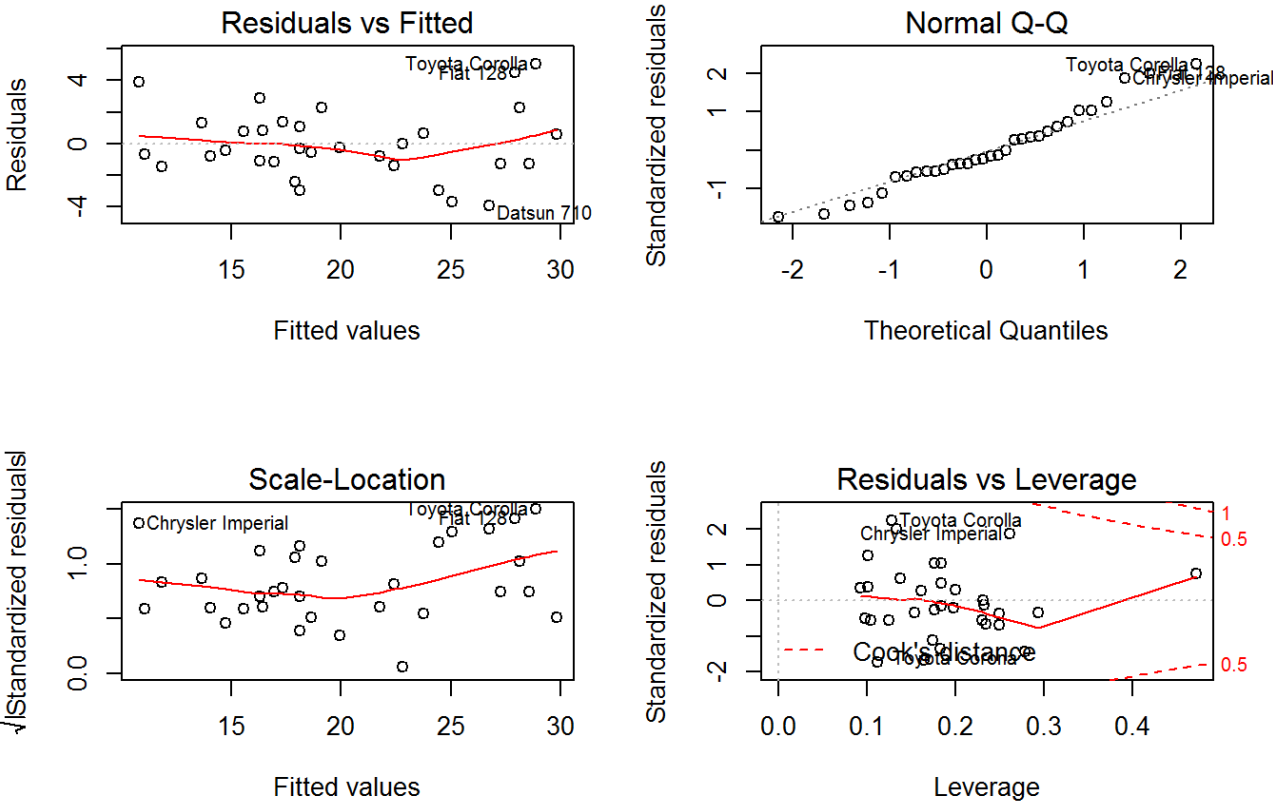 Residuals vs Fitted
Residuals
4
0
-4
Toyota Corolla
Fiat 128
Datsun 710
15 20 25 30
Fitted values
Normal Q-Q
Standardized residuals
2
1
-1
Toyota Corolla
Fiat 128
Chrysler Imperial
-2 -1 0 1 2
Theoretical Quantiles
Scale-Location
√|Standardized residuals|
1.0
0.0
Chrysler Imperial
Toyota Corolla
Fiat 128
15 20 25 30
Fitted values
Residuals vs Leverage
Standardized residuals
2
1
0
-2
Toyota Corolla
Chrysler Imperial
Cook's distance
Toyota Corona
1
0.5
0.5
0.0 0.1 0.2 0.3 0.4
Leverage